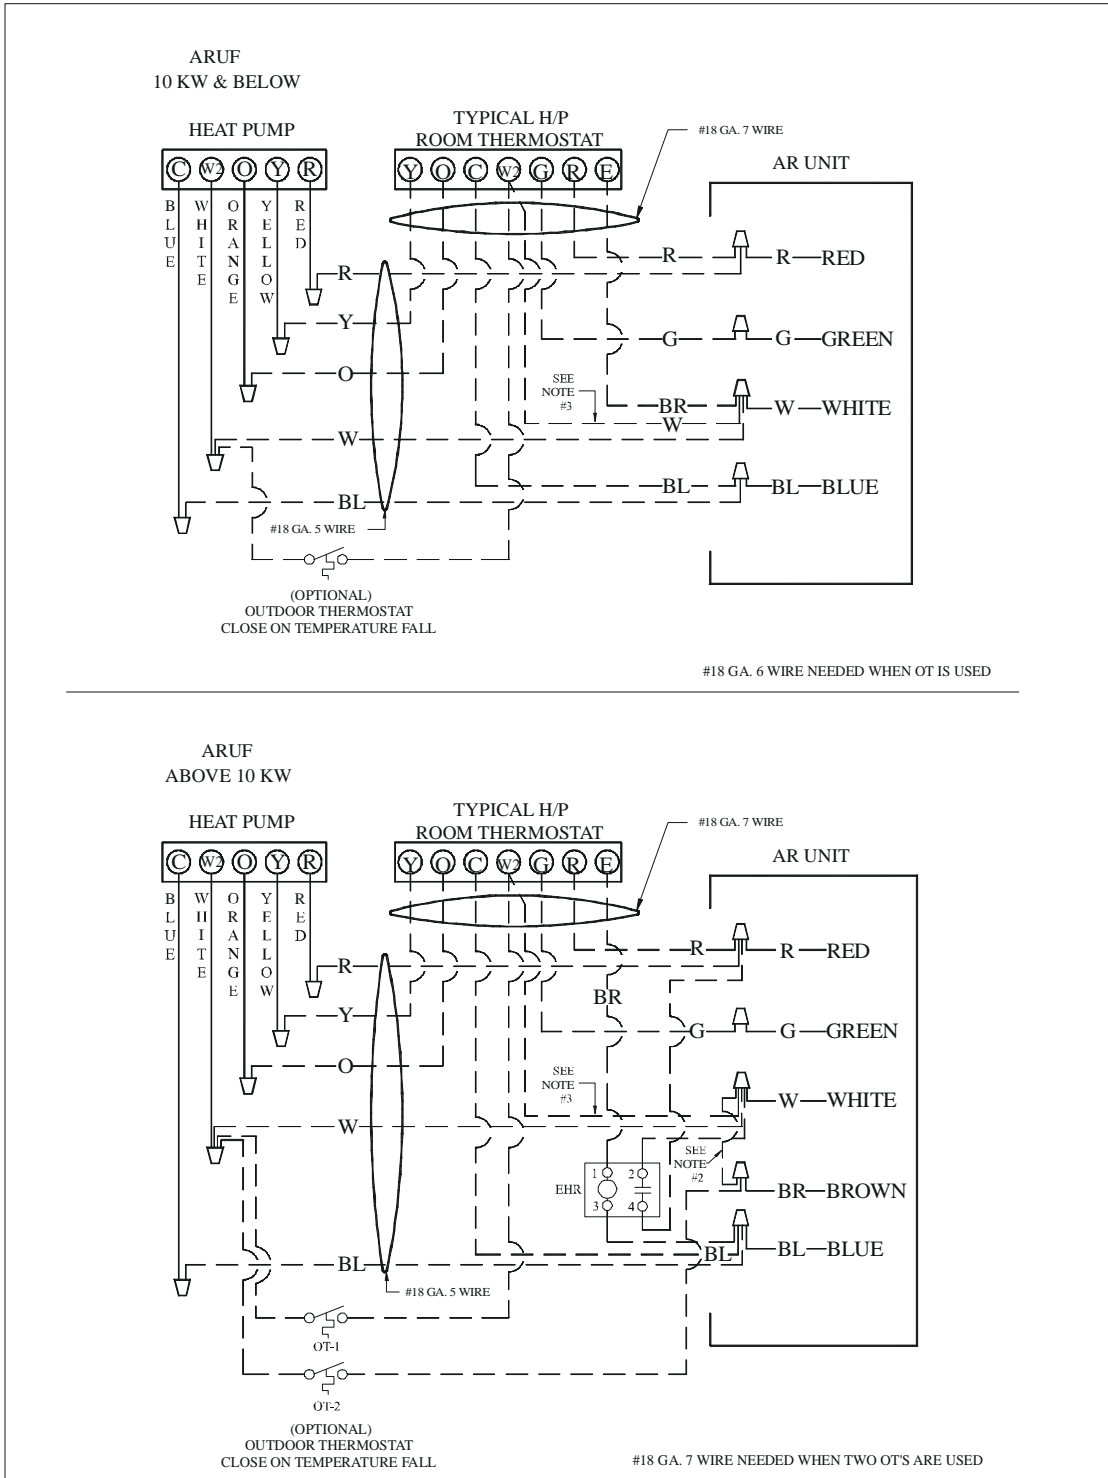 ARUF
10 KW & BELOW
HEAT PUMP
TYPICAL H/P
ROOM THERMOSTAT
#18 GA. 7 WIRE
AR UNIT
C W2 O Y R
Y O C W2 G R E
BLUE
WHITE
ORANGE
YELLOW
RED
R
R
R RED
Y
G
G GREEN
O
SEE
NOTE
#3
BR
W
W WHITE
W
BL
BL BLUE
BL
#18 GA. 5 WIRE
(OPTIONAL)
OUTDOOR THERMOSTAT
CLOSE ON TEMPERATURE FALL
#18 GA. 6 WIRE NEEDED WHEN OT IS USED
ARUF
ABOVE 10 KW
HEAT PUMP
TYPICAL H/P
ROOM THERMOSTAT
#18 GA. 7 WIRE
AR UNIT
C W2 O Y R
Y O C W2 G R E
BLUE
WHITE
ORANGE
YELLOW
RED
R
R
R RED
BR
Y
G
G GREEN
O
SEE
NOTE
#3
W WHITE
W
SEE
NOTE
#2
EHR
1 2
3 4
BR BROWN
BL
BL BLUE
BL
#18 GA. 5 WIRE
OT-1
OT-2
(OPTIONAL)
OUTDOOR THERMOSTAT
CLOSE ON TEMPERATURE FALL
#18 GA. 7 WIRE NEEDED WHEN TWO OT'S ARE USED